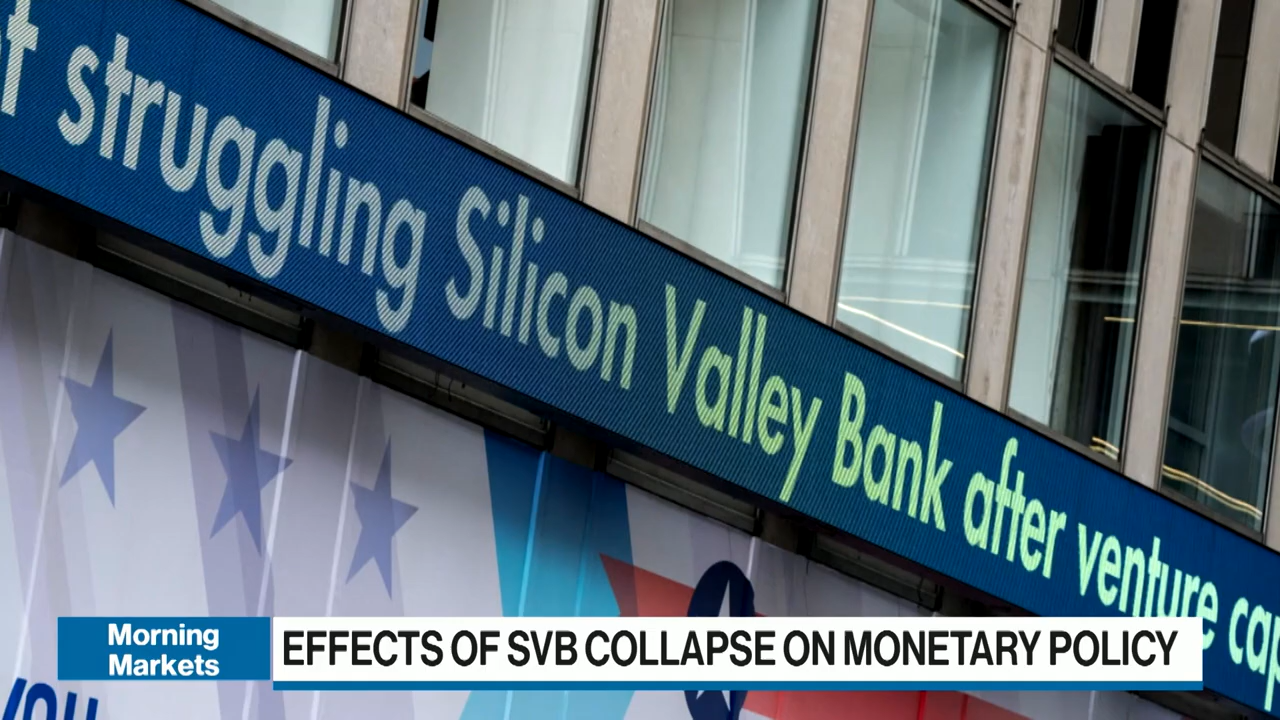 struggling Silicon Valley Bank after venture cap
Morning
Markets
EFFECTS OF SVB COLLAPSE ON MONETARY POLICY